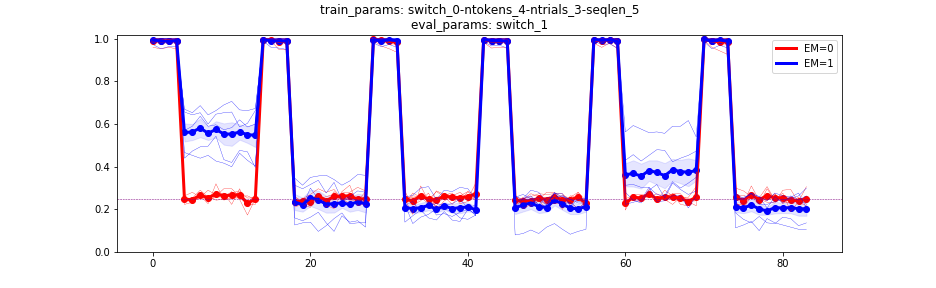 train_params: switch_0-ntokens_4-ntrials_3-seqlen_5
eval_params: switch_1
1.0
0.8
0.6
0.4
0.2
0.0
0
20
40
60
80
EM=0
EM=1